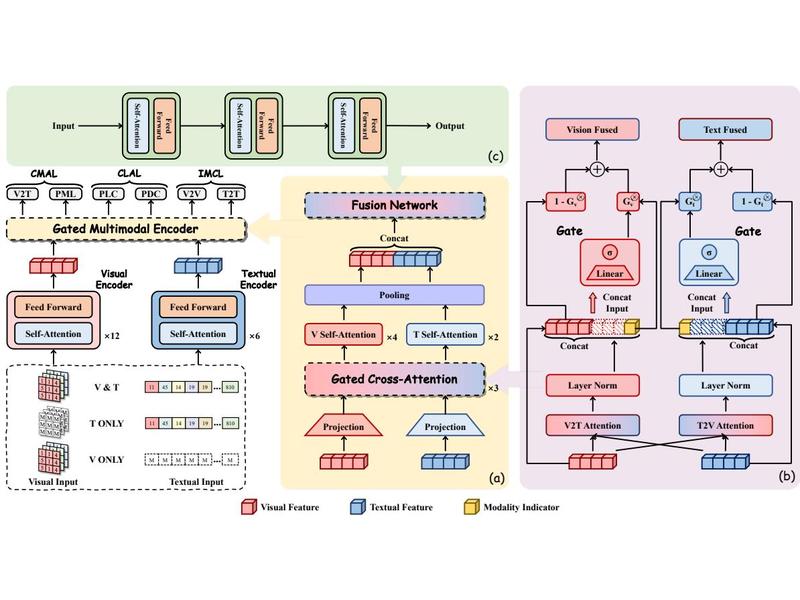 Input
Self-Attention
Feed Forward
Self-Attention
Feed Forward
Self-Attention
Feed Forward
Output
(c)
CMAL
CLAL
IMCL
V2T
PML
PLC
PDC
V2V
T2T
Gated Multimodal Encoder
Visual Encoder
Textual Encoder
Feed Forward
Self-Attention
×12
Feed Forward
Self-Attention
×6
V & T
11 45 14 19 19 ... 810
T ONLY
11 45 14 19 19 ... 810
V ONLY
M M M M M ... M
Visual Input
Textual Input
Fusion Network
Concat
Pooling
V Self-Attention
×4
T Self-Attention
×2
Gated Cross-Attention
×3
Projection
Projection
(a)
Vision Fused
Text Fused
+
+
1 - Gv
Gv
Gt
1 - Gt
Gate
Gate
σ
Linear
σ
Linear
Concat Input
Concat Input
Concat
Concat
Layer Norm
Layer Norm
V2T Attention
T2V Attention
(b)
Visual Feature
Textual Feature
Modality Indicator